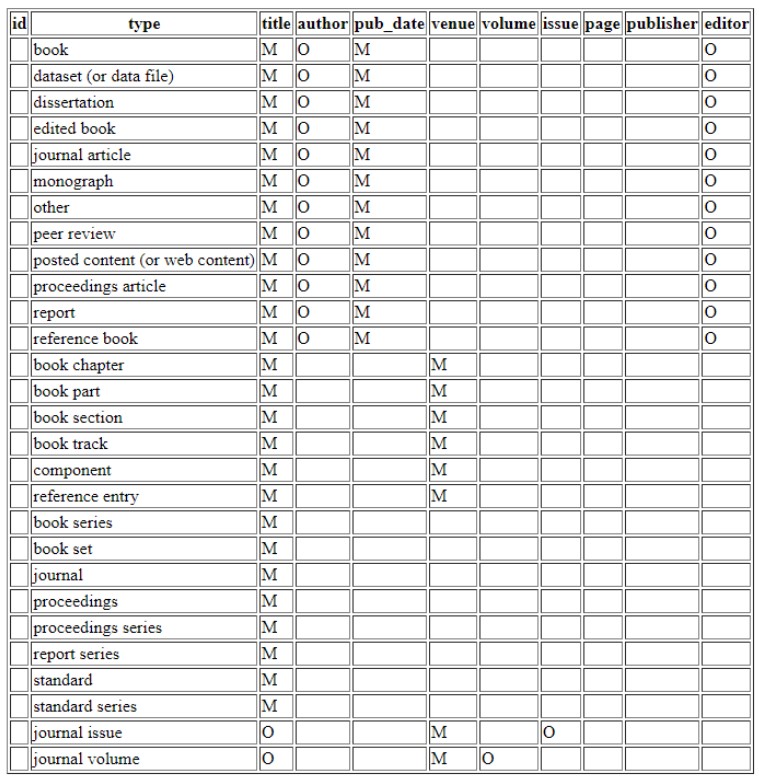 id type title author pub_date venue volume issue page publisher editor
book M O M O
dataset (or data file) M O M O
dissertation M O M O
edited book M O M O
journal article M O M O
monograph M O M O
other M O M O
peer review M O M O
posted content (or web content) M O M O
proceedings article M O M O
report M O M O
reference book M O M O
book chapter M M
book part M M
book section M M
book track M M
component M M
reference entry M M
book series M
book set M
journal M
proceedings M
proceedings series M
report series M
standard M
standard series M
journal issue O M O
journal volume O M O